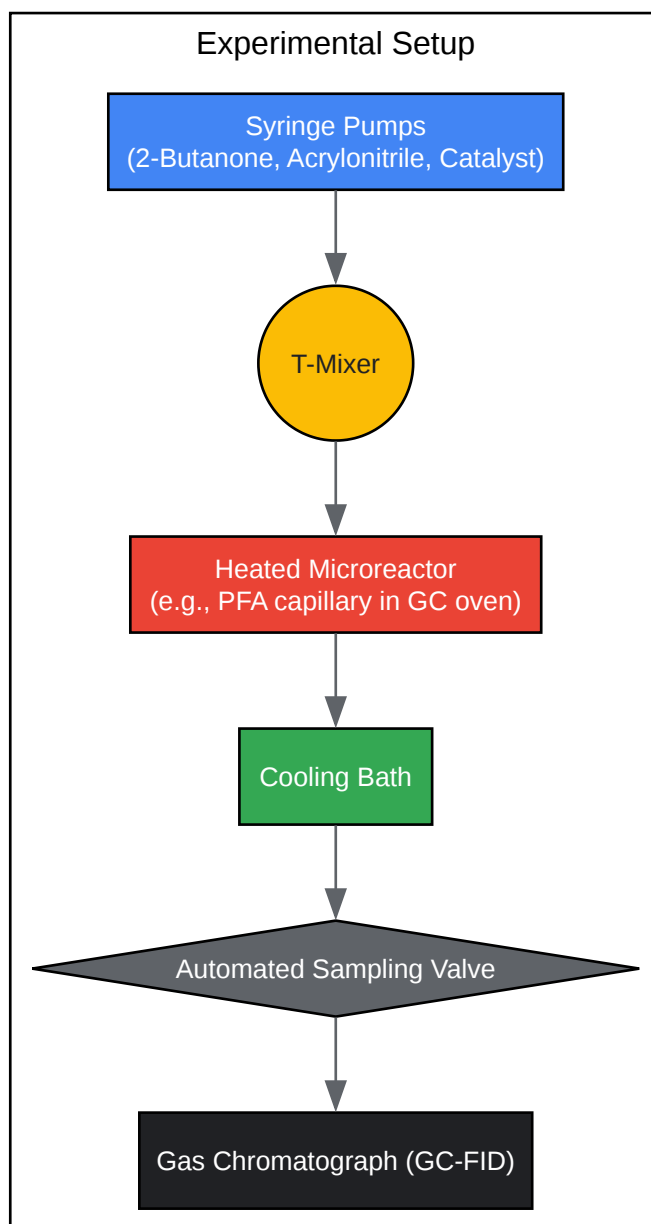 Experimental Setup
Syringe Pumps
(2-Butanone, Acrylonitrile, Catalyst)
T-Mixer
Heated Microreactor
(e.g., PFA capillary in GC oven)
Cooling Bath
Automated Sampling Valve
Gas Chromatograph (GC-FID)